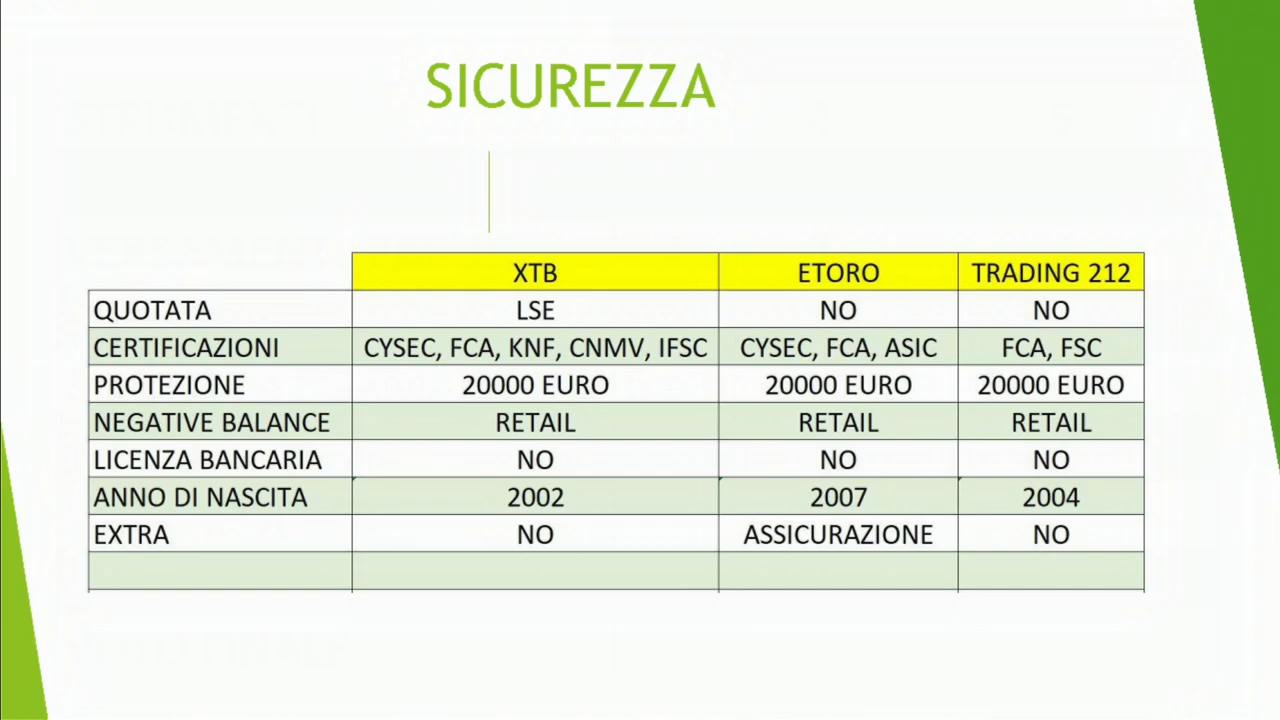 SICUREZZA
XTB ETORO TRADING 212
QUOTATA LSE NO NO
CERTIFICAZIONI CYSEC, FCA, KNF, CNMV, IFSC CYSEC, FCA, ASIC FCA, FSC
PROTEZIONE 20000 EURO 20000 EURO 20000 EURO
NEGATIVE BALANCE RETAIL RETAIL RETAIL
LICENZA BANCARIA NO NO NO
ANNO DI NASCITA 2002 2007 2004
EXTRA NO ASSICURAZIONE NO